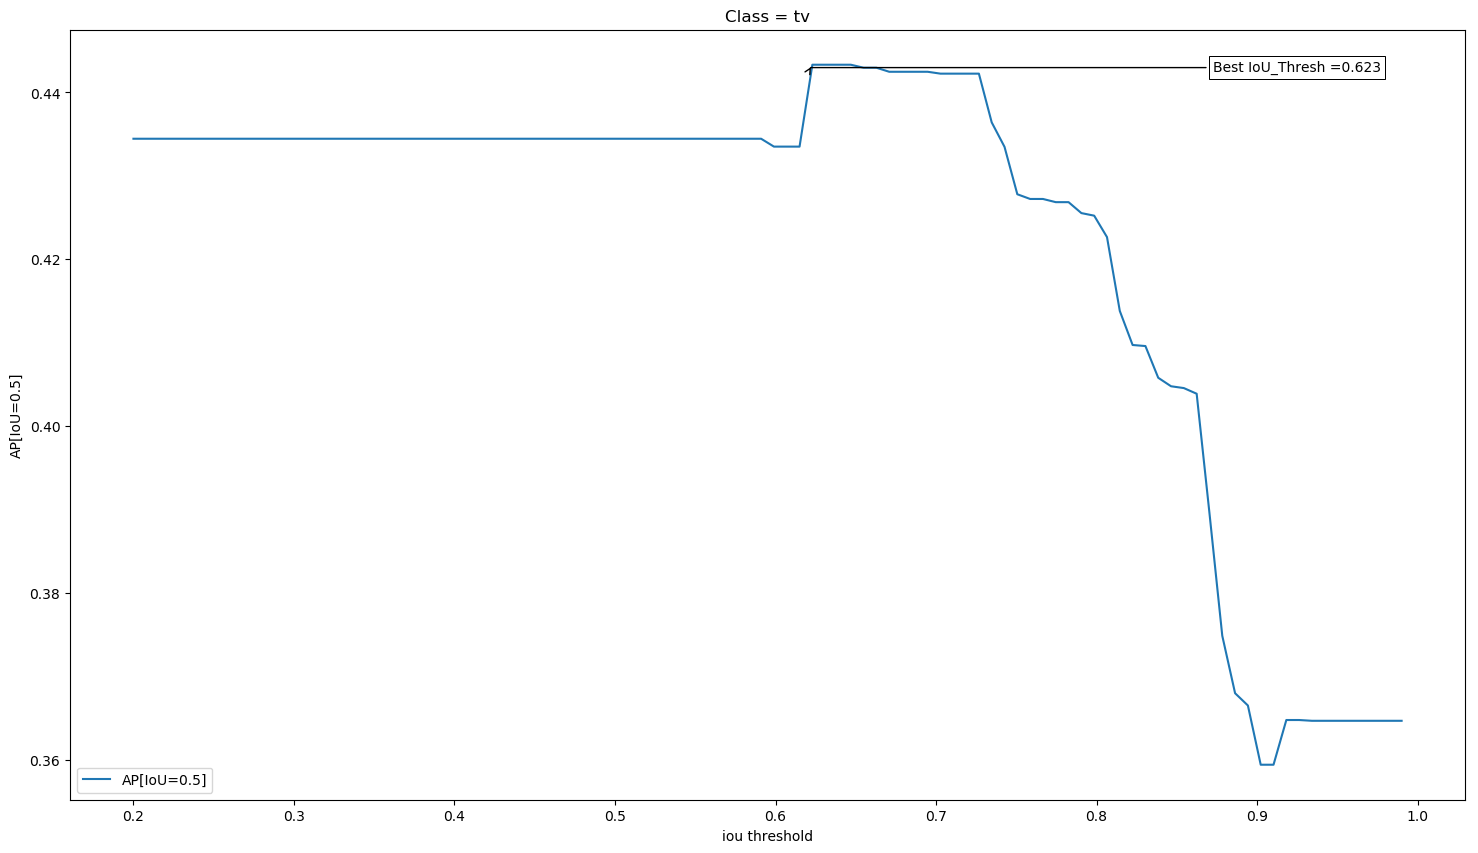 Class = tv
Best IoU_Thresh =0.623
AP[IoU=0.5]
0.44
0.42
0.40
0.38
0.36
AP[IoU=0.5]
0.2 0.3 0.4 0.5 0.6 0.7 0.8 0.9 1.0
iou threshold